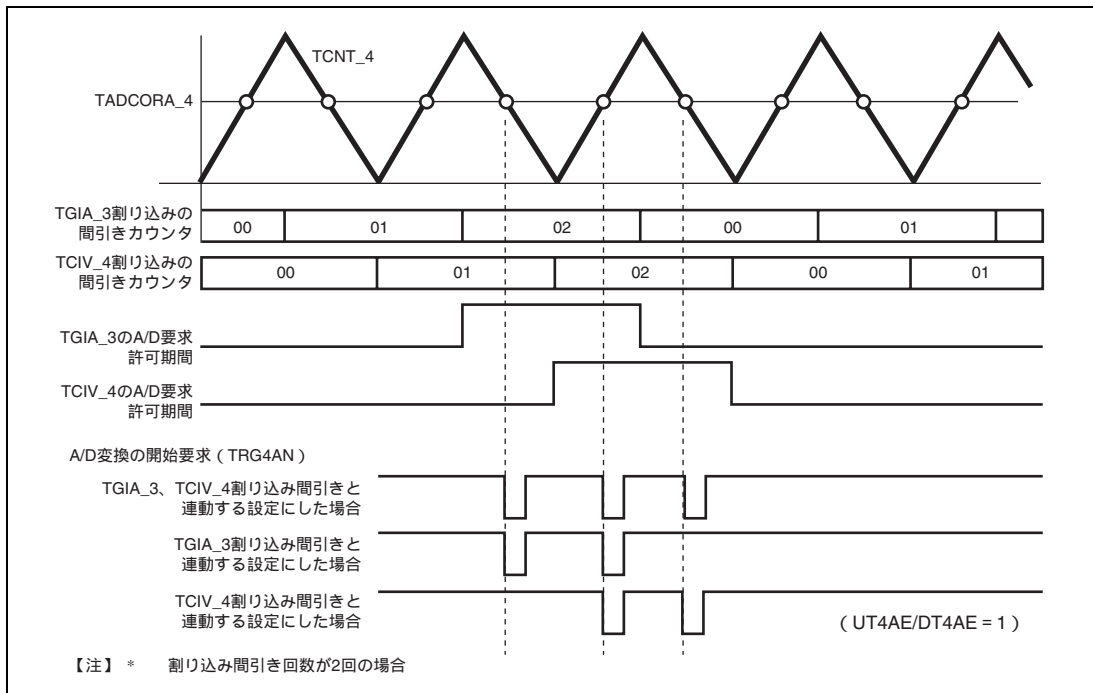 TCNT_4
TADCORA_4
TGIA_3割り込みの
間引きカウンタ
00 01 02 00 01
TCIV_4割り込みの
間引きカウンタ
00 01 02 00 01
TGIA_3のA/D要求
許可期間
TCIV_4のA/D要求
許可期間
A/D変換の開始要求（TRG4AN）
TGIA_3、TCIV_4割り込み間引きと
連動する設定にした場合
TGIA_3割り込み間引きと
連動する設定にした場合
TCIV_4割り込み間引きと
連動する設定にした場合
（UT4AE/DT4AE = 1）
【注】 * 割り込み間引き回数が2回の場合